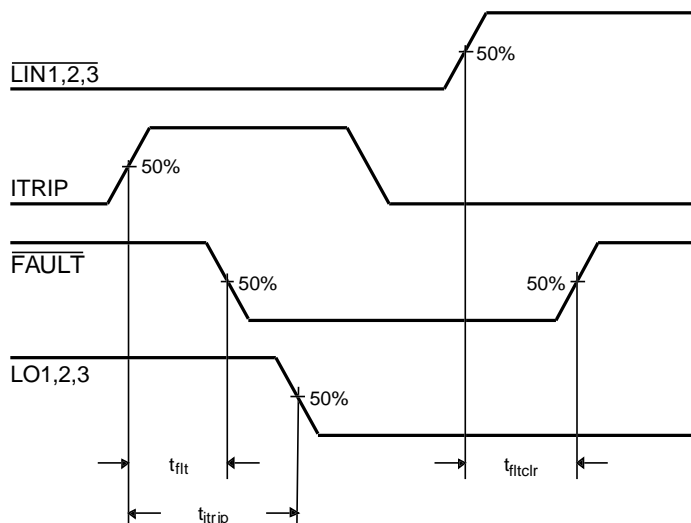 LIN1,2,3
50%
ITRIP
50%
FAULT
50%
50%
LO1,2,3
50%
tflt
tfltclr
titrip